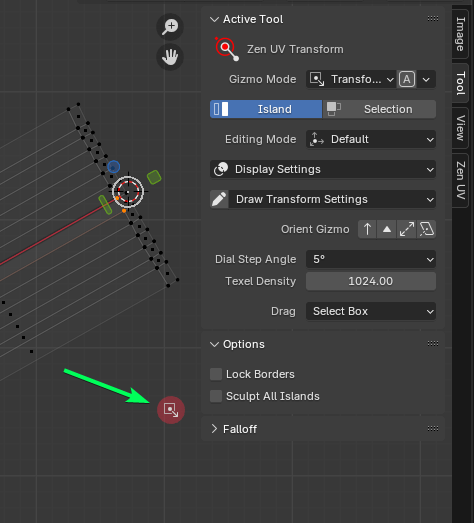 Active Tool
Zen UV Transform
Gizmo Mode Transfo... A
Island Selection
Editing Mode Default
Display Settings
Draw Transform Settings
Orient Gizmo
Dial Step Angle 5°
Texel Density 1024.00
Drag Select Box
Options
Lock Borders
Sculpt All Islands
Falloff
Image
Tool
View
Zen UV